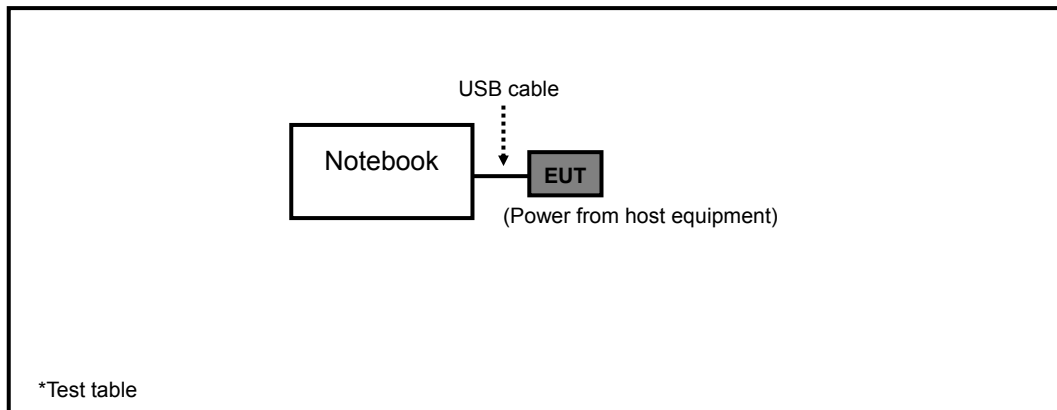 USB cable
Notebook
EUT
(Power from host equipment)
*Test table